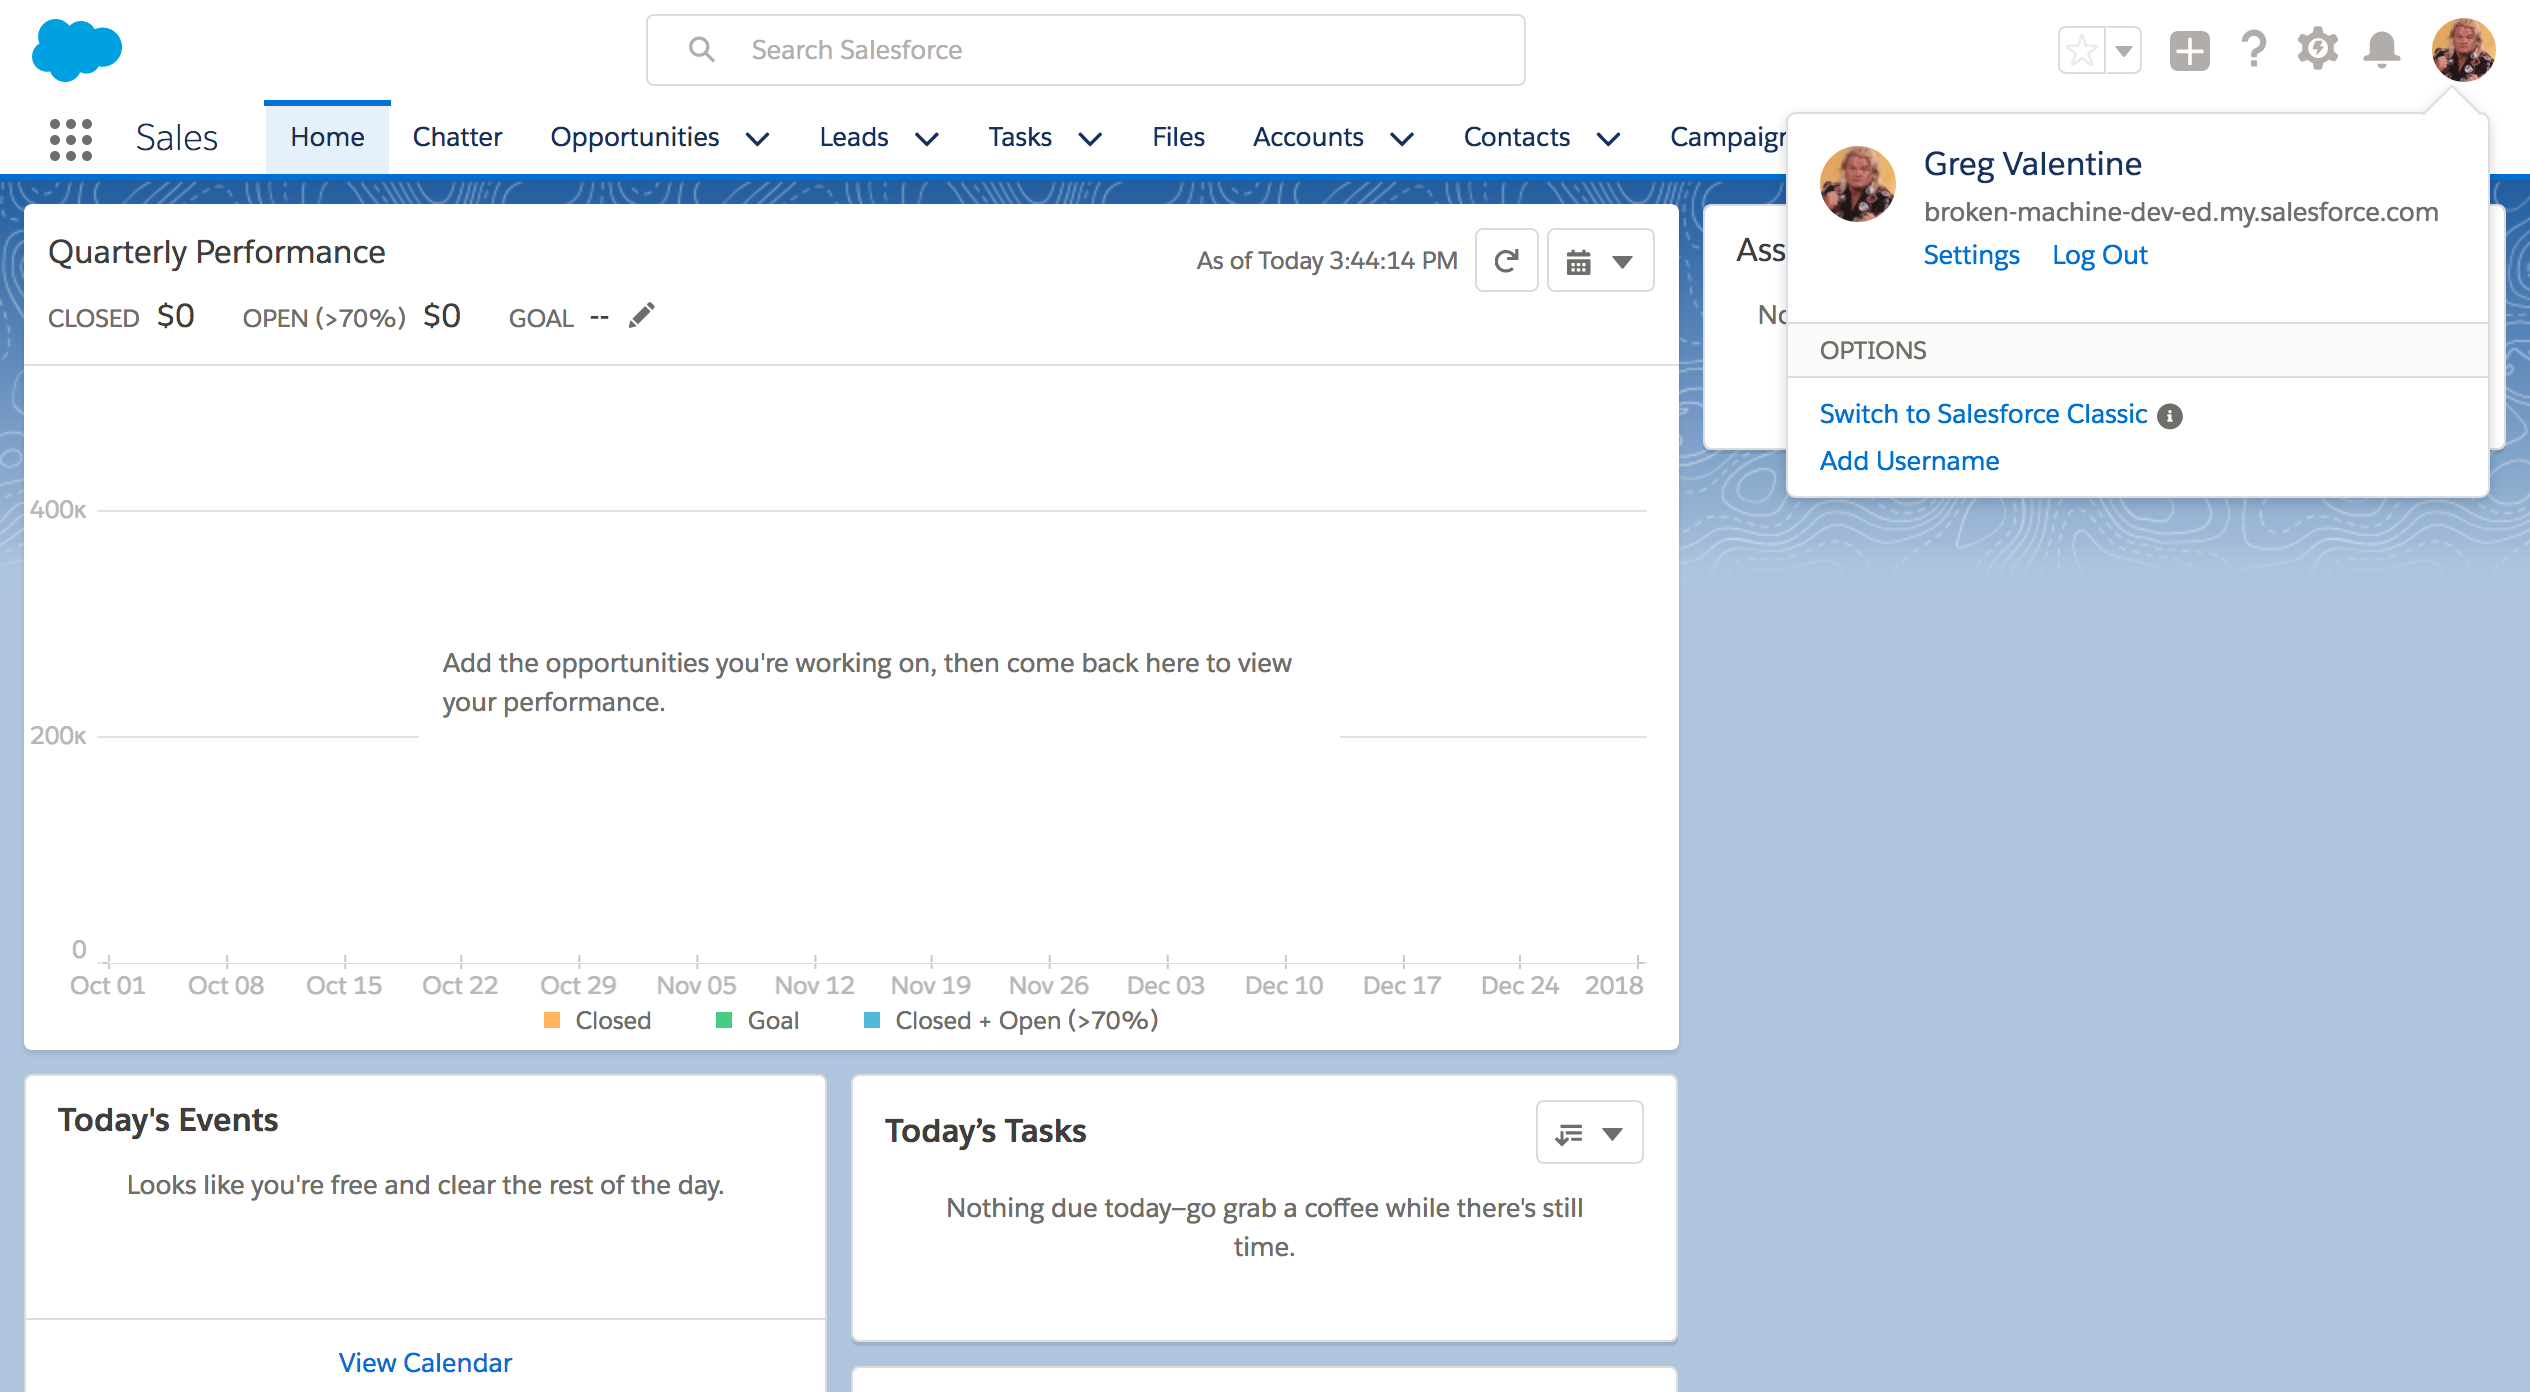 Search Salesforce
Sales
Home Chatter Opportunities Leads Tasks Files Accounts Contacts
Greg Valentine
broken-machine-dev-ed.my.salesforce.com
Settings Log Out
OPTIONS
Switch to Salesforce Classic
Add Username
Quarterly Performance
As of Today 3:44:14 PM
CLOSED $0 OPEN (>70%) $0 GOAL --
400K
Add the opportunities you're working on, then come back here to view
your performance.
200K
0
Oct 01 Oct 08 Oct 15 Oct 22 Oct 29 Nov 05 Nov 12 Nov 19 Nov 26 Dec 03 Dec 10 Dec 17 Dec 24 2018
Closed Goal Closed + Open (>70%)
Today's Events
Looks like you're free and clear the rest of the day.
View Calendar
Today’s Tasks
Nothing due today—go grab a coffee while there's still
time.